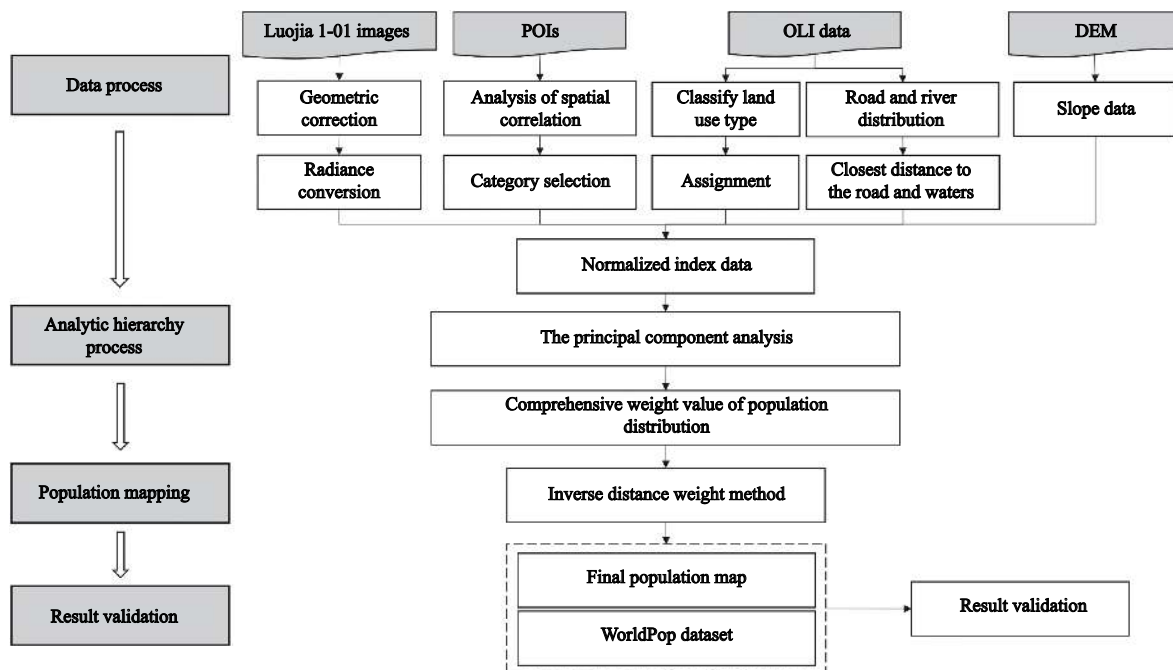 Luojia 1-01 images
POIs
OLI data
DEM
Data process
Geometric
correction
Analysis of spatial
correlation
Classify land
use type
Road and river
distribution
Slope data
Radiance
conversion
Category selection
Assignment
Closest distance to
the road and waters
Normalized index data
Analytic hierarchy
process
The principal component analysis
Comprehensive weight value of population
distribution
Population mapping
Inverse distance weight method
Final population map
Result validation
WorldPop dataset
Result validation